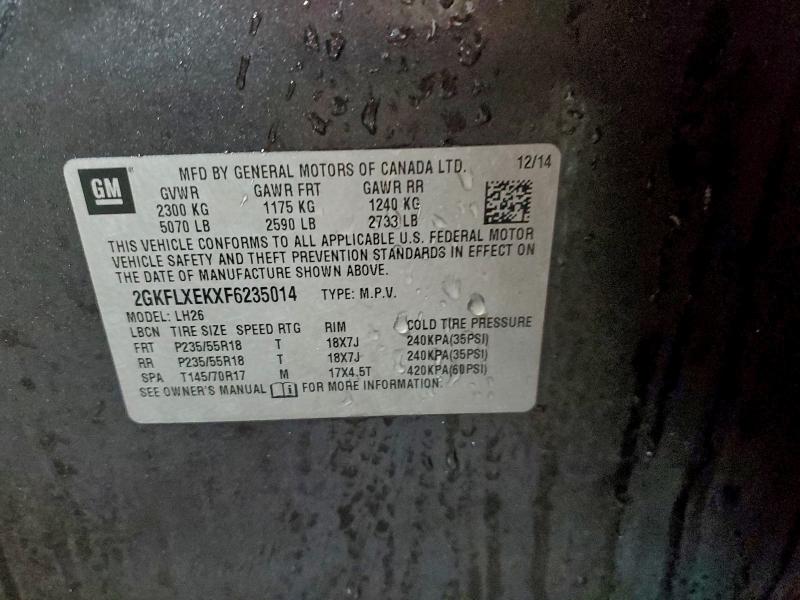 GM
MFD BY GENERAL MOTORS OF CANADA LTD. 12/14
GVWR GAWR FRT GAWR RR
2300 KG 1175 KG 1240 KG
5070 LB 2590 LB 2733 LB
THIS VEHICLE CONFORMS TO ALL APPLICABLE U.S. FEDERAL MOTOR
VEHICLE SAFETY AND THEFT PREVENTION STANDARDS IN EFFECT ON
THE DATE OF MANUFACTURE SHOWN ABOVE.
2GKFLXEKXF6235014 TYPE: M.P.V.
MODEL: LH26
LBCN TIRE SIZE SPEED RTG RIM COLD TIRE PRESSURE
FRT P235/55R18 T 18X7J 240KPA(35PSI)
RR P235/55R18 T 18X7J 240KPA(35PSI)
SPA T145/70R17 M 17X4.5T 420KPA(60PSI)
SEE OWNER'S MANUAL FOR MORE INFORMATION.